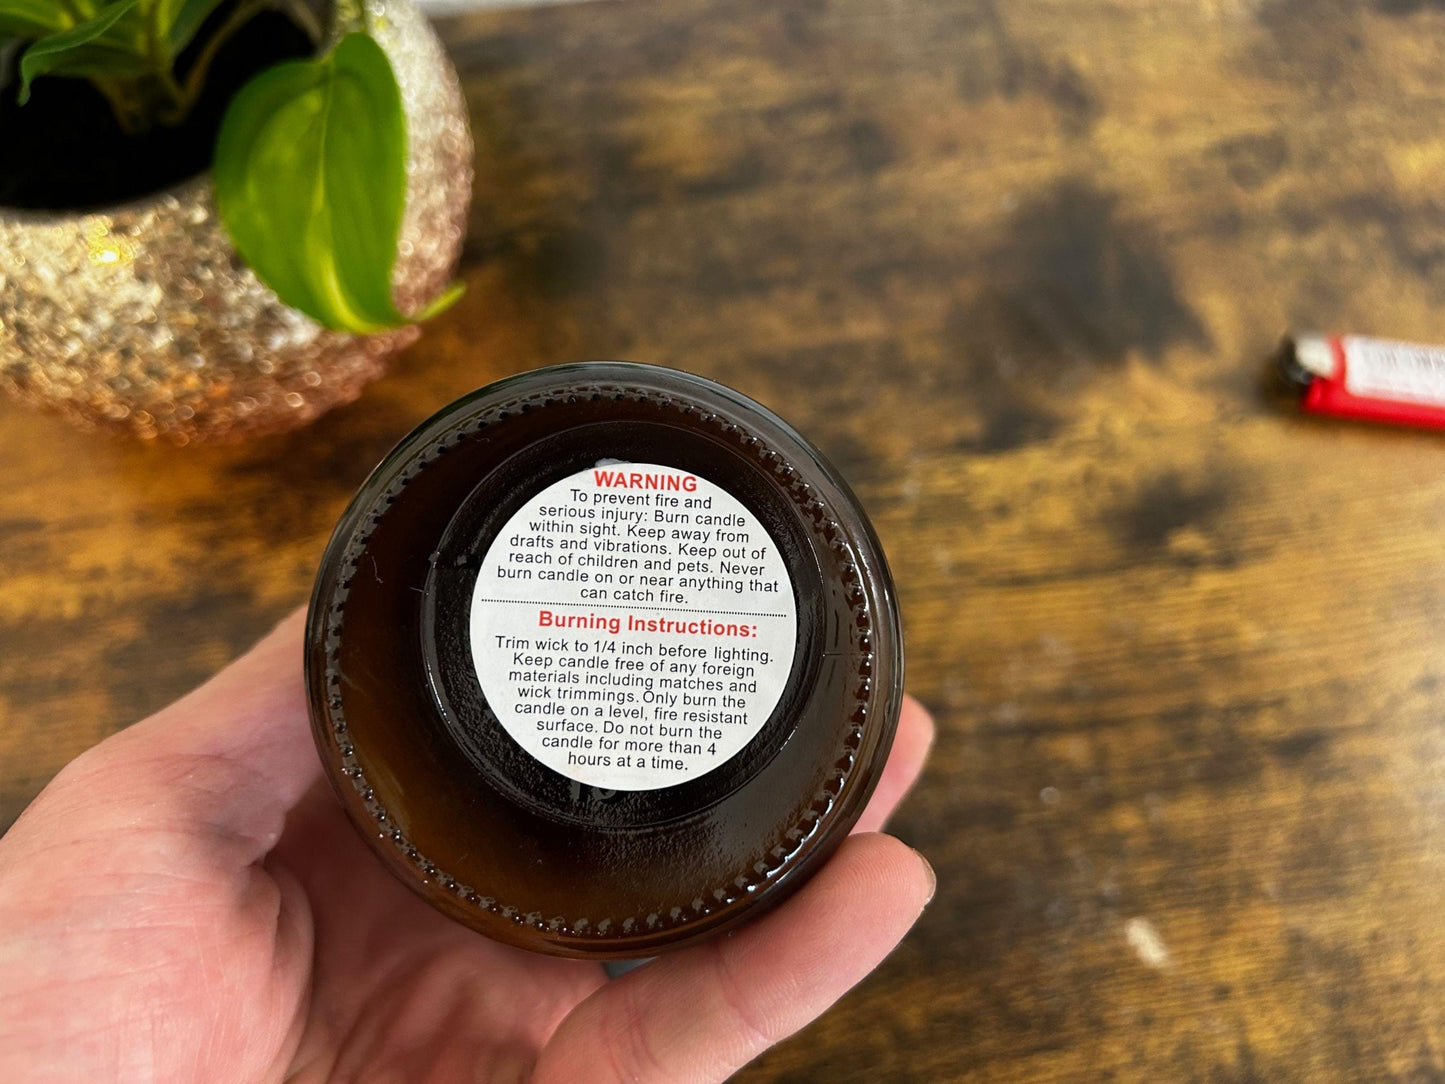 WARNING
To prevent fire and
serious injury: Burn candle
within sight. Keep away from
drafts and vibrations. Keep out of
reach of children and pets. Never
burn candle on or near anything that
can catch fire.
Burning Instructions:
Trim wick to 1/4 inch before lighting.
Keep candle free of any foreign
materials including matches and
wick trimmings. Only burn the
candle on a level, fire resistant
surface. Do not burn the
candle for more than 4
hours at a time.